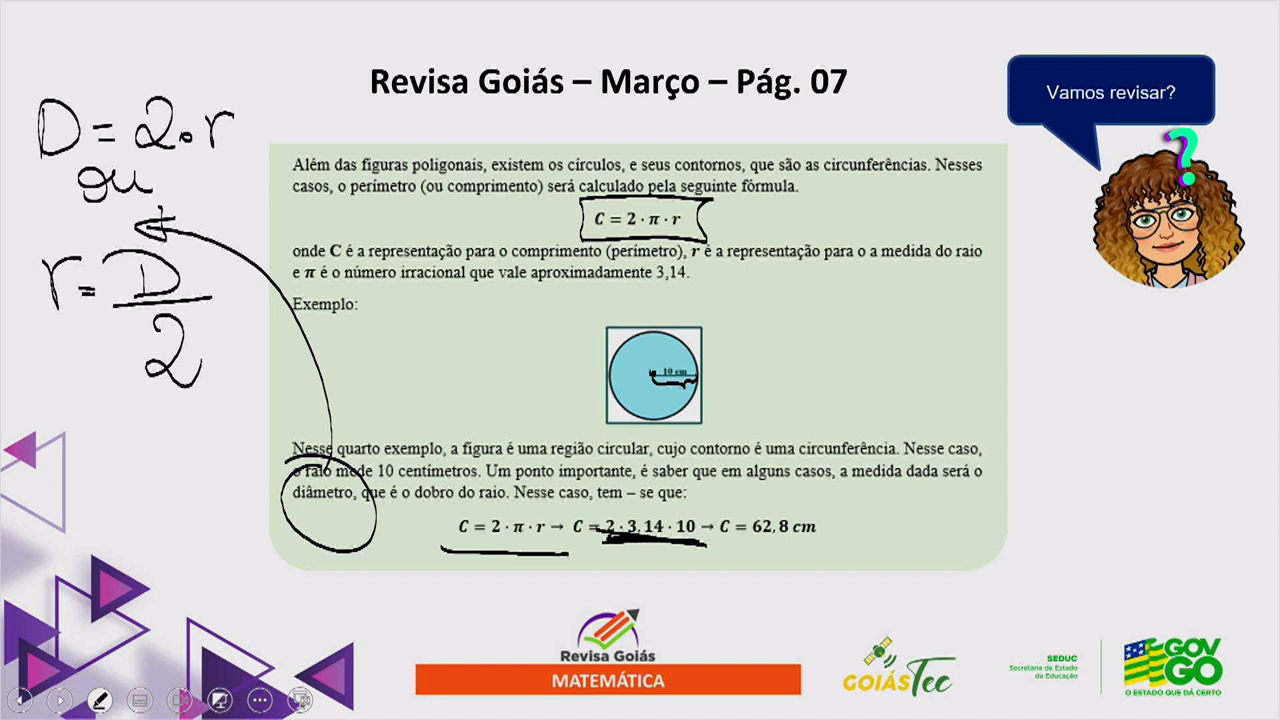 Revisa Goiás – Março – Pág. 07
Vamos revisar?
D = 2.r
ou
r = D/2
Além das figuras poligonais, existem os círculos, e seus contornos, que são as circunferências. Nesses
casos, o perímetro (ou comprimento) será calculado pela seguinte fórmula.
C = 2 · π · r
onde C é a representação para o comprimento (perímetro), r é a representação para o a medida do raio
e π é o número irracional que vale aproximadamente 3,14.
Exemplo:
10 cm
Nesse quarto exemplo, a figura é uma região circular, cujo contorno é uma circunferência. Nesse caso,
o raio mede 10 centímetros. Um ponto importante, é saber que em alguns casos, a medida dada será o
diâmetro, que é o dobro do raio. Nesse caso, tem – se que:
C = 2 · π · r → C = 2 · 3,14 · 10 → C = 62,8 cm
Revisa Goiás
MATEMÁTICA
GOIÁSTec
SEDUC
Secretaria de Estado
da Educação
GOV
GO
O ESTADO QUE DÁ CERTO